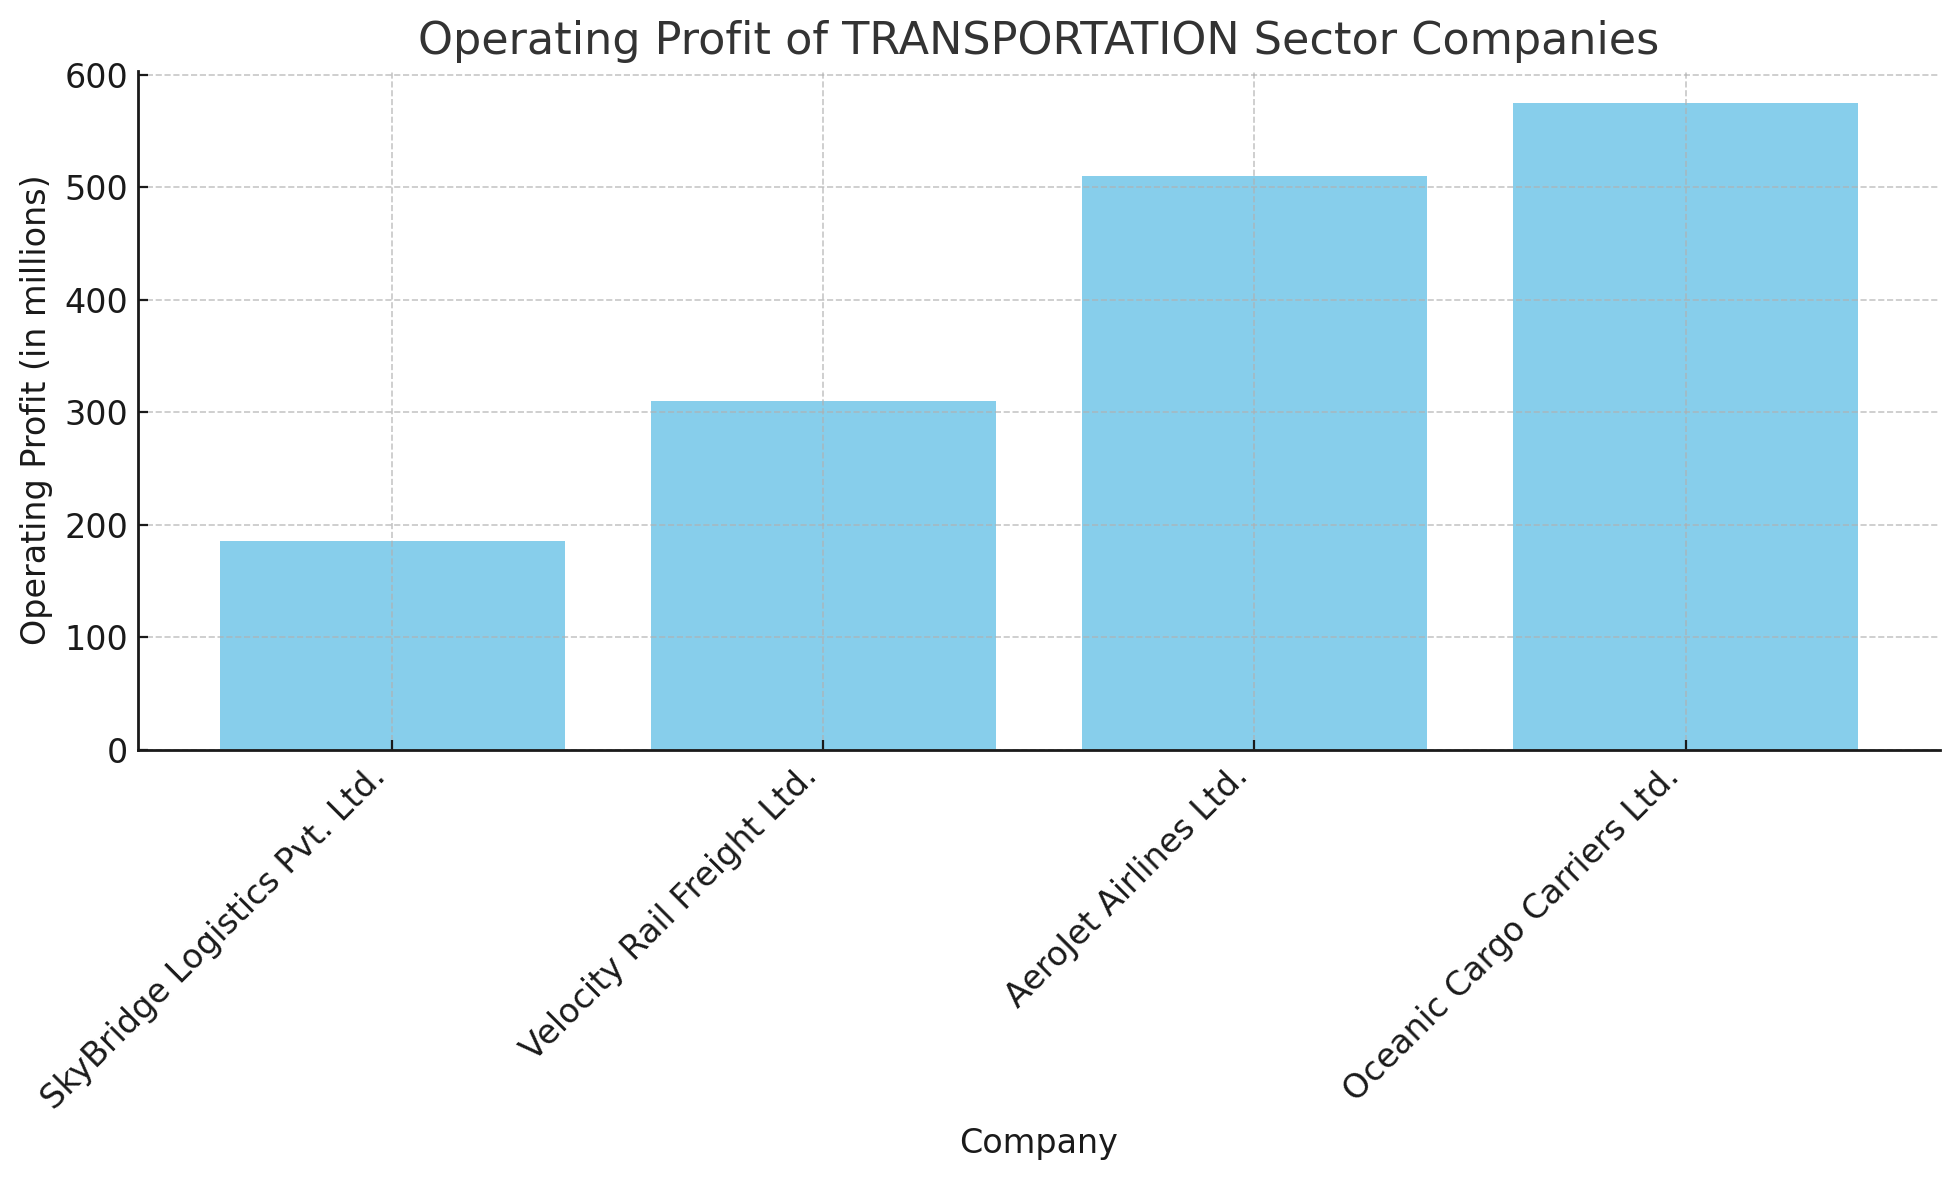 Operating Profit of TRANSPORTATION Sector Companies
Operating Profit (in millions)
600
500
400
300
200
100
0
SkyBridge Logistics Pvt. Ltd.
Velocity Rail Freight Ltd.
AeroJet Airlines Ltd.
Oceanic Cargo Carriers Ltd.
Company